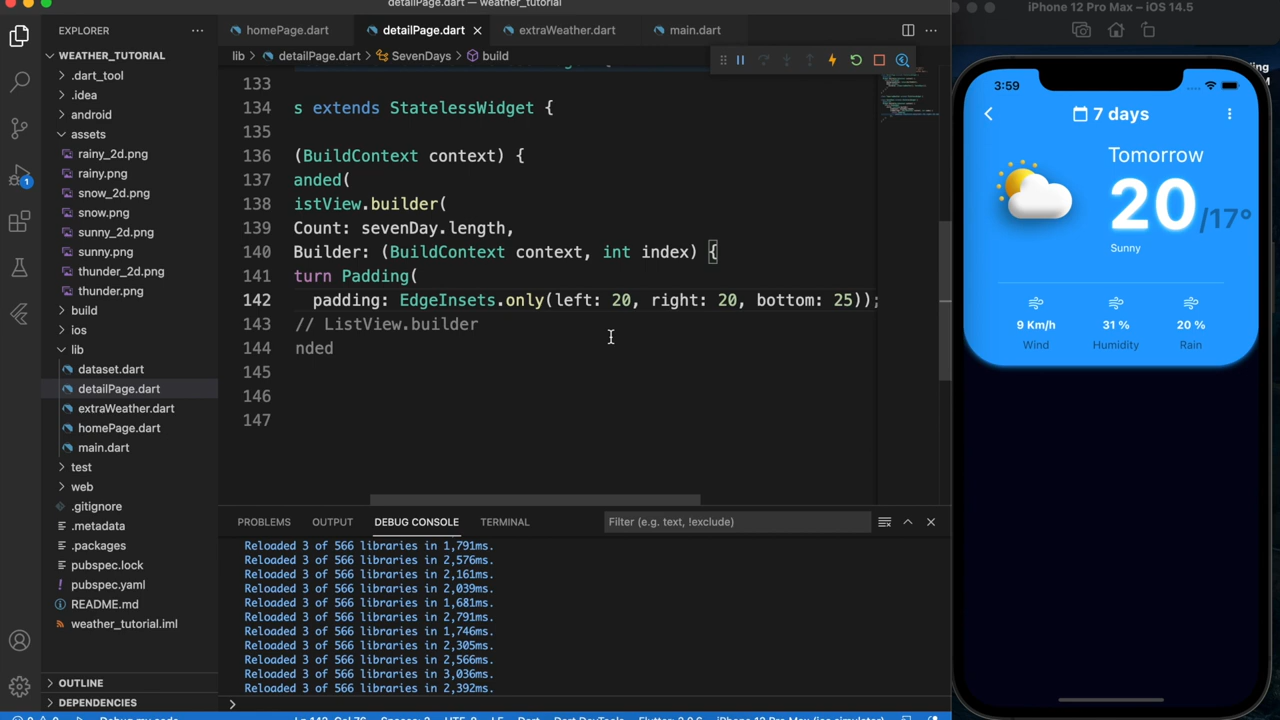 detailPage.dart — weather_tutorial
iPhone 12 Pro Max – iOS 14.5
EXPLORER
homePage.dart
detailPage.dart
extraWeather.dart
main.dart
WEATHER_TUTORIAL
lib > detailPage.dart > SevenDays > build
.dart_tool
.idea
android
assets
rainy_2d.png
rainy.png
snow_2d.png
snow.png
sunny_2d.png
sunny.png
thunder_2d.png
thunder.png
build
ios
lib
dataset.dart
detailPage.dart
extraWeather.dart
homePage.dart
main.dart
test
web
.gitignore
.metadata
.packages
pubspec.lock
pubspec.yaml
README.md
weather_tutorial.iml
OUTLINE
DEPENDENCIES
1
133
134 s extends StatelessWidget {
135
136 (BuildContext context) {
137 anded(
138 istView.builder(
139 Count: sevenDay.length,
140 Builder: (BuildContext context, int index) {
141 turn Padding(
142 padding: EdgeInsets.only(left: 20, right: 20, bottom: 25));
143 // ListView.builder
144 nded
145
146
147
PROBLEMS
OUTPUT
DEBUG CONSOLE
TERMINAL
Filter (e.g. text, !exclude)
Reloaded 3 of 566 libraries in 1,791ms.
Reloaded 3 of 566 libraries in 2,576ms.
Reloaded 3 of 566 libraries in 2,161ms.
Reloaded 3 of 566 libraries in 2,039ms.
Reloaded 3 of 566 libraries in 1,681ms.
Reloaded 3 of 566 libraries in 2,791ms.
Reloaded 3 of 566 libraries in 1,746ms.
Reloaded 3 of 566 libraries in 2,305ms.
Reloaded 3 of 566 libraries in 2,566ms.
Reloaded 3 of 566 libraries in 3,036ms.
Reloaded 3 of 566 libraries in 2,392ms.
3:59
7 days
Tomorrow
20/17°
Sunny
9 Km/h
31 %
20 %
Wind
Humidity
Rain